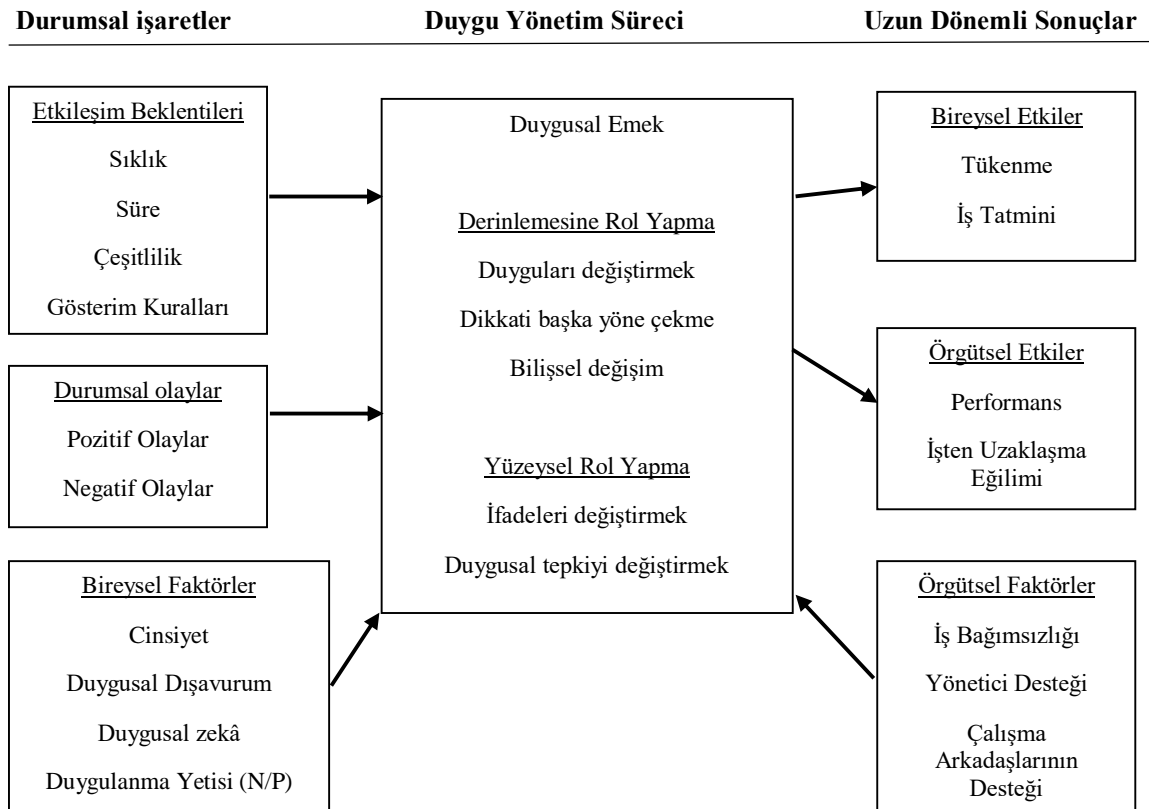 Durumsal işaretler
Duygu Yönetim Süreci
Uzun Dönemli Sonuçlar
Etkileşim Beklentileri
Sıklık
Süre
Çeşitlilik
Gösterim Kuralları
Durumsal olaylar
Pozitif Olaylar
Negatif Olaylar
Bireysel Faktörler
Cinsiyet
Duygusal Dışavurum
Duygusal zekâ
Duygulanma Yetisi (N/P)
Duygusal Emek
Derinlemesine Rol Yapma
Duyguları değiştirmek
Dikkati başka yöne çekme
Bilişsel değişim
Yüzeysel Rol Yapma
İfadeleri değiştirmek
Duygusal tepkiyi değiştirmek
Bireysel Etkiler
Tükenme
İş Tatmini
Örgütsel Etkiler
Performans
İşten Uzaklaşma
Eğilimi
Örgütsel Faktörler
İş Bağımsızlığı
Yönetici Desteği
Çalışma
Arkadaşlarının
Desteği